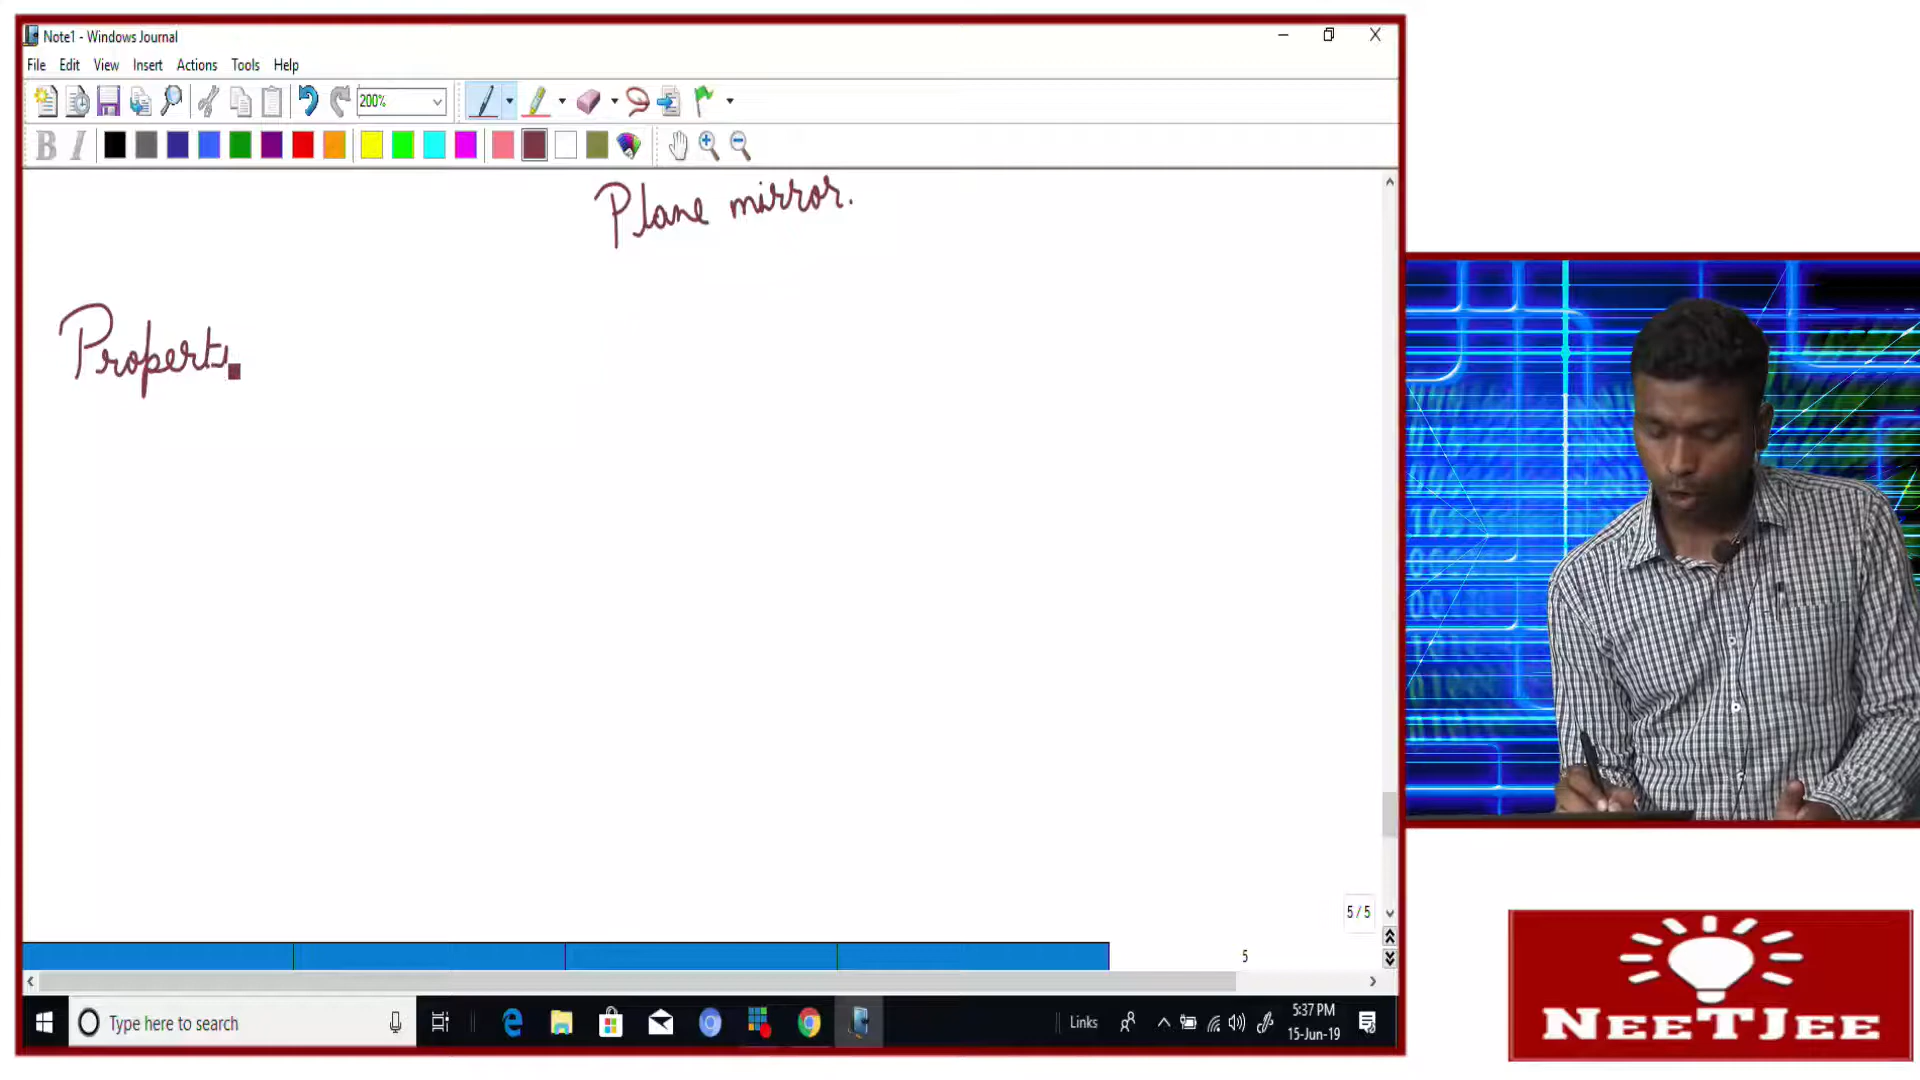 Note1 - Windows Journal
File Edit View Insert Actions Tools Help
200%
B I
Plane mirror.
Properti
5 / 5
5
Type here to search
Links
5:37 PM
15-Jun-19
NEETJEE